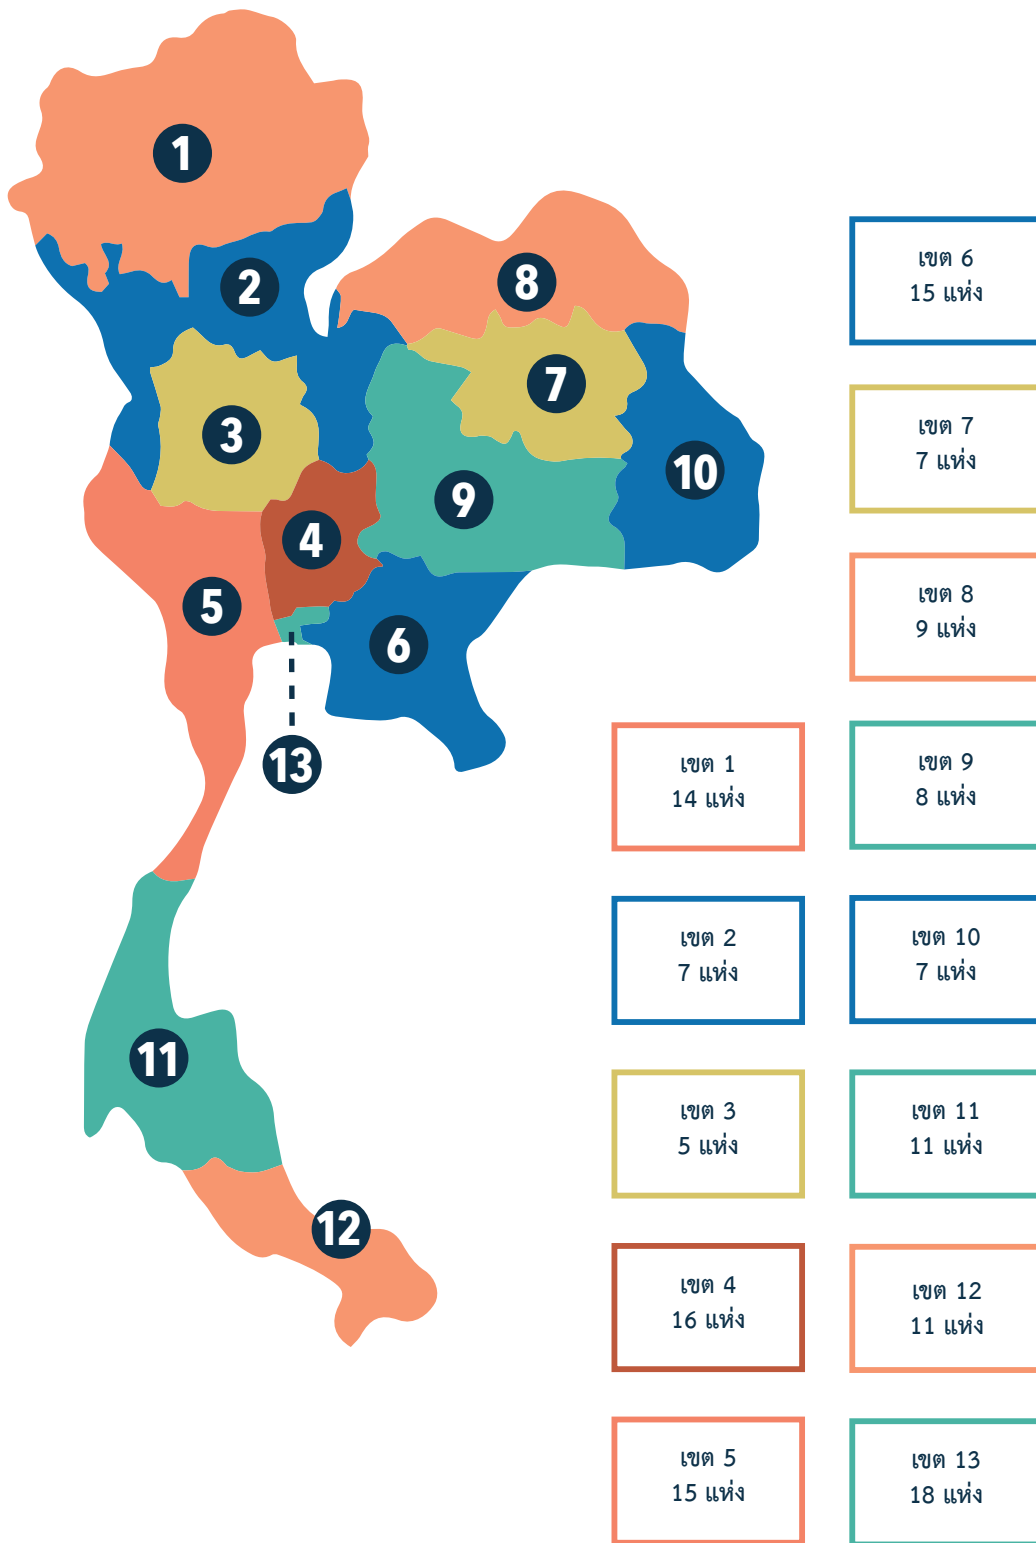 1
2
3
4
5
6
7
8
9
10
11
12
13
เขต 1
14 แห่ง
เขต 2
7 แห่ง
เขต 3
5 แห่ง
เขต 4
16 แห่ง
เขต 5
15 แห่ง
เขต 6
15 แห่ง
เขต 7
7 แห่ง
เขต 8
9 แห่ง
เขต 9
8 แห่ง
เขต 10
7 แห่ง
เขต 11
11 แห่ง
เขต 12
11 แห่ง
เขต 13
18 แห่ง